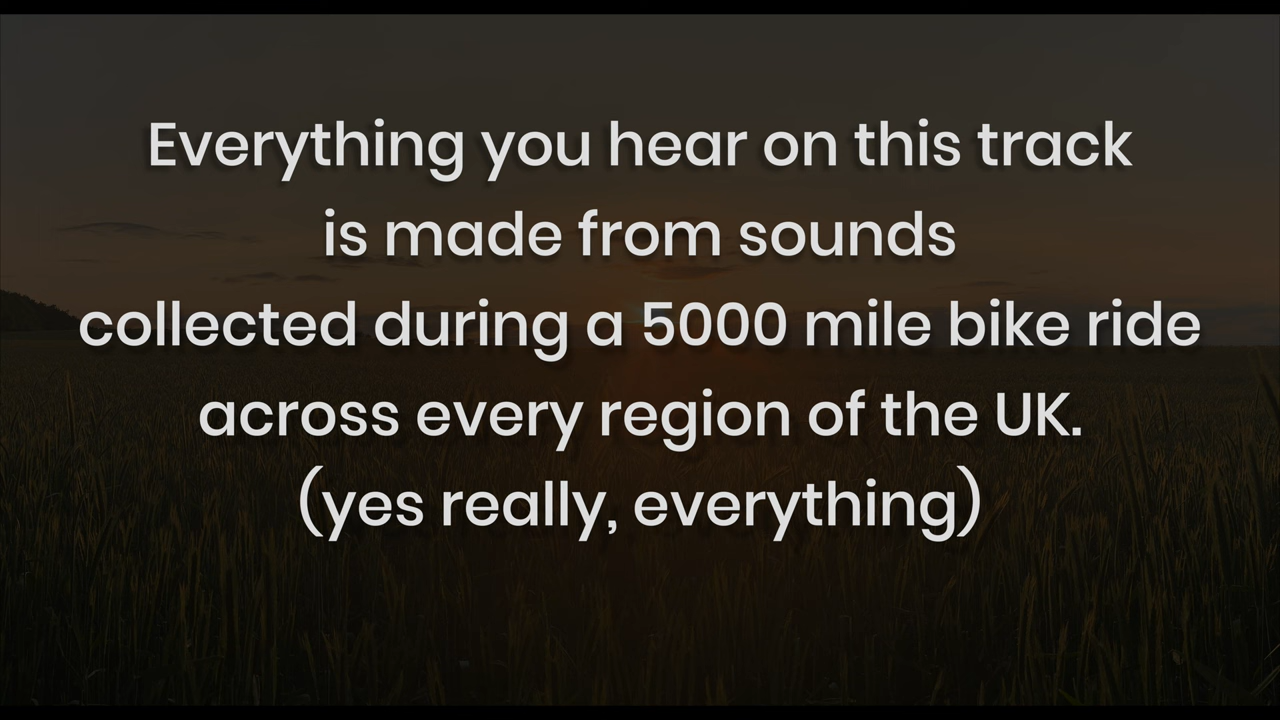 Everything you hear on this track
is made from sounds
collected during a 5000 mile bike ride
across every region of the UK.
(yes really, everything)